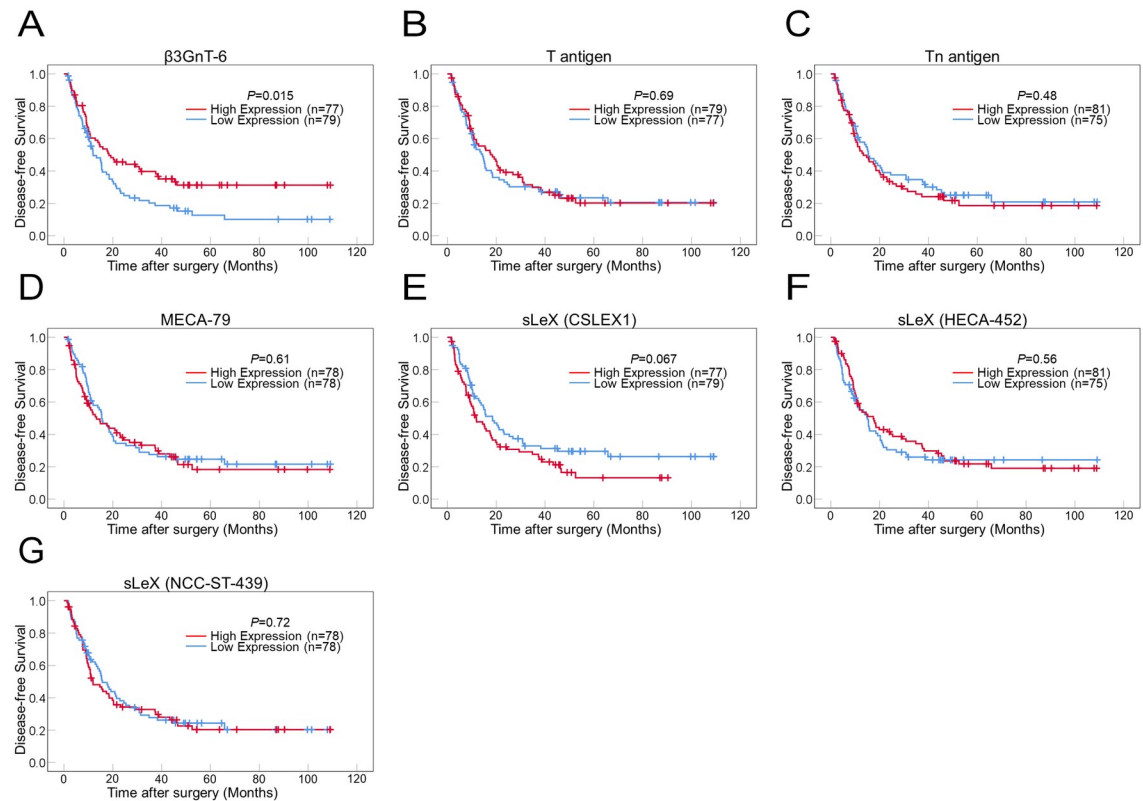 A
β3GnT-6
Disease-free Survival
1.0
0.8
0.6
0.4
0.2
0.0
P=0.015
High Expression (n=77)
Low Expression (n=79)
0 20 40 60 80 100 120
Time after surgery (Months)
B
T antigen
Disease-free Survival
1.0
0.8
0.6
0.4
0.2
0.0
P=0.69
High Expression (n=79)
Low Expression (n=77)
0 20 40 60 80 100 120
Time after surgery (Months)
C
Tn antigen
Disease-free Survival
1.0
0.8
0.6
0.4
0.2
0.0
P=0.48
High Expression (n=81)
Low Expression (n=75)
0 20 40 60 80 100 120
Time after surgery (Months)
D
MECA-79
Disease-free Survival
1.0
0.8
0.6
0.4
0.2
0.0
P=0.61
High Expression (n=78)
Low Expression (n=78)
0 20 40 60 80 100 120
Time after surgery (Months)
E
sLeX (CSLEX1)
Disease-free Survival
1.0
0.8
0.6
0.4
0.2
0.0
P=0.067
High Expression (n=77)
Low Expression (n=79)
0 20 40 60 80 100 120
Time after surgery (Months)
F
sLeX (HECA-452)
Disease-free Survival
1.0
0.8
0.6
0.4
0.2
0.0
P=0.56
High Expression (n=81)
Low Expression (n=75)
0 20 40 60 80 100 120
Time after surgery (Months)
G
sLeX (NCC-ST-439)
Disease-free Survival
1.0
0.8
0.6
0.4
0.2
0.0
P=0.72
High Expression (n=78)
Low Expression (n=78)
0 20 40 60 80 100 120
Time after surgery (Months)